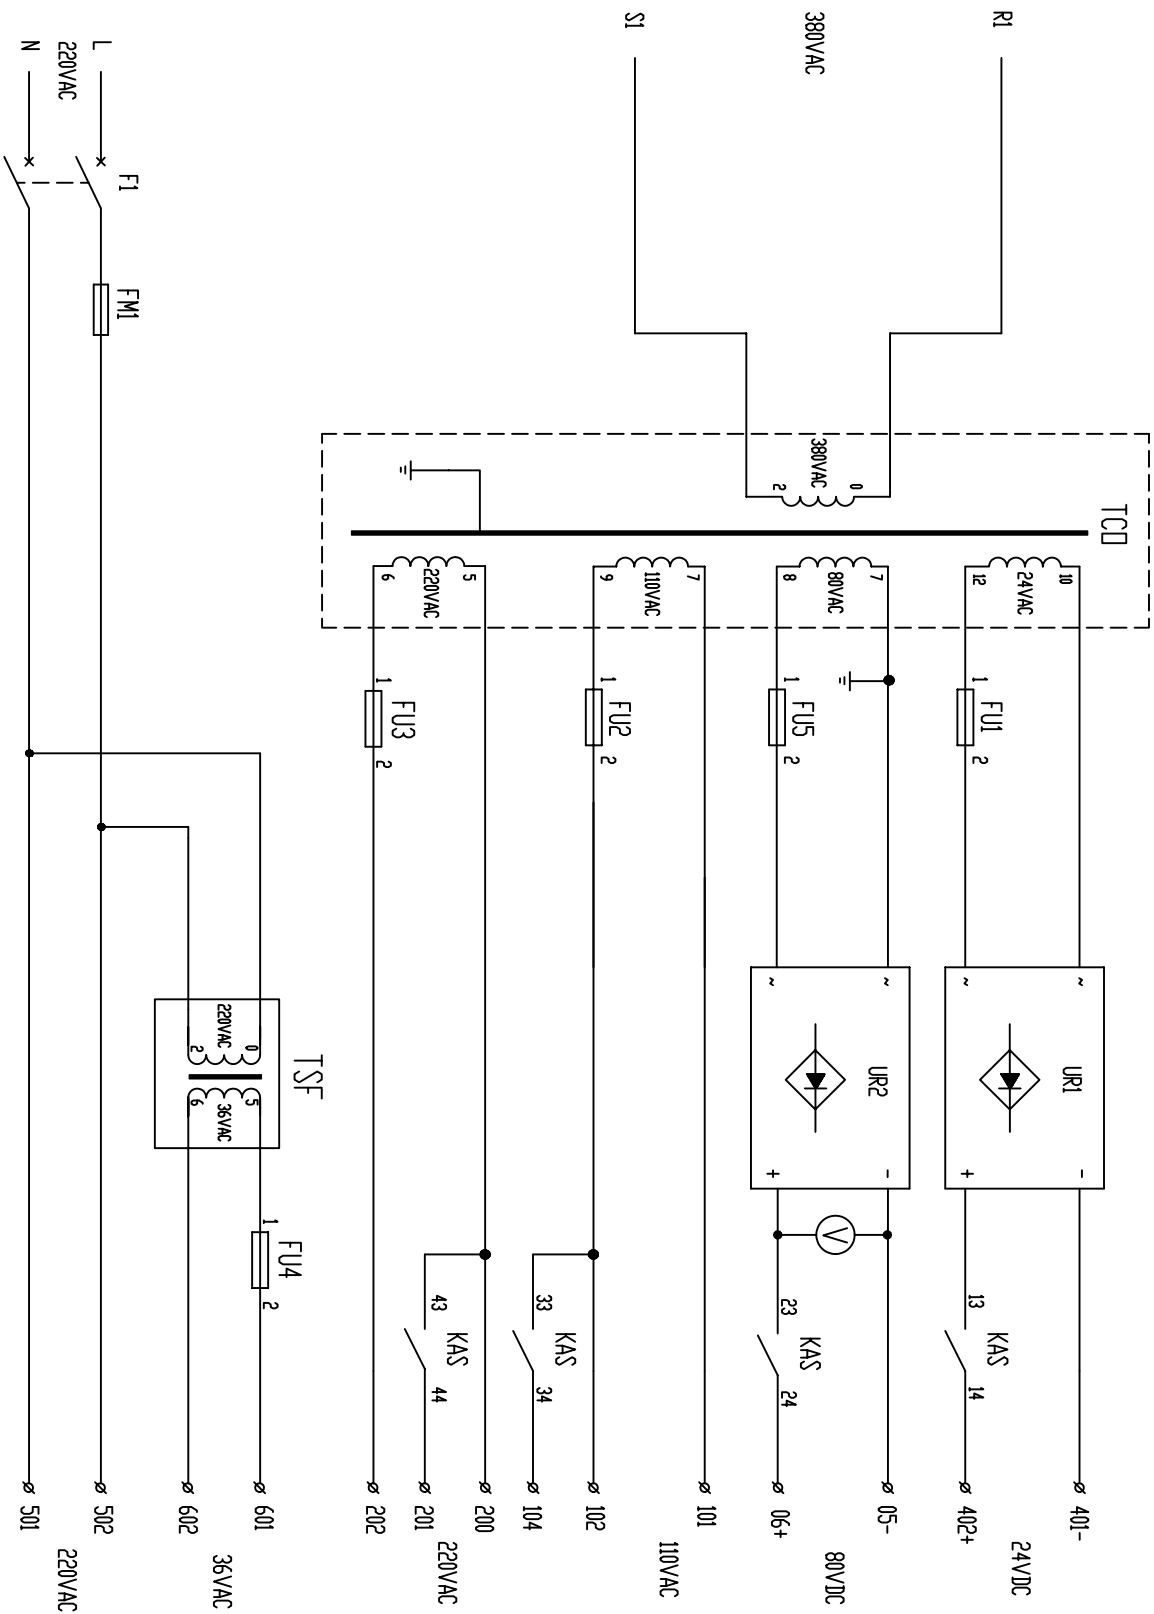 R1
380VAC
S1
L
220VAC
N
F1
FM1
TCD
380VAC
0
2
10
24VAC
12
7
80VAC
8
7
110VAC
9
5
220VAC
6
1
FU1
2
1
FU5
2
1
FU2
2
1
FU3
2
~
~
UR1
-
+
~
~
UR2
-
+
V
TSF
0
220VAC
2
5
36VAC
6
1
FU4
2
13
KAS
14
23
KAS
24
33
KAS
34
43
KAS
44
401-
24VDC
402+
05-
80VDC
06+
101
110VAC
102
104
200
220VAC
201
202
601
36VAC
602
502
220VAC
501